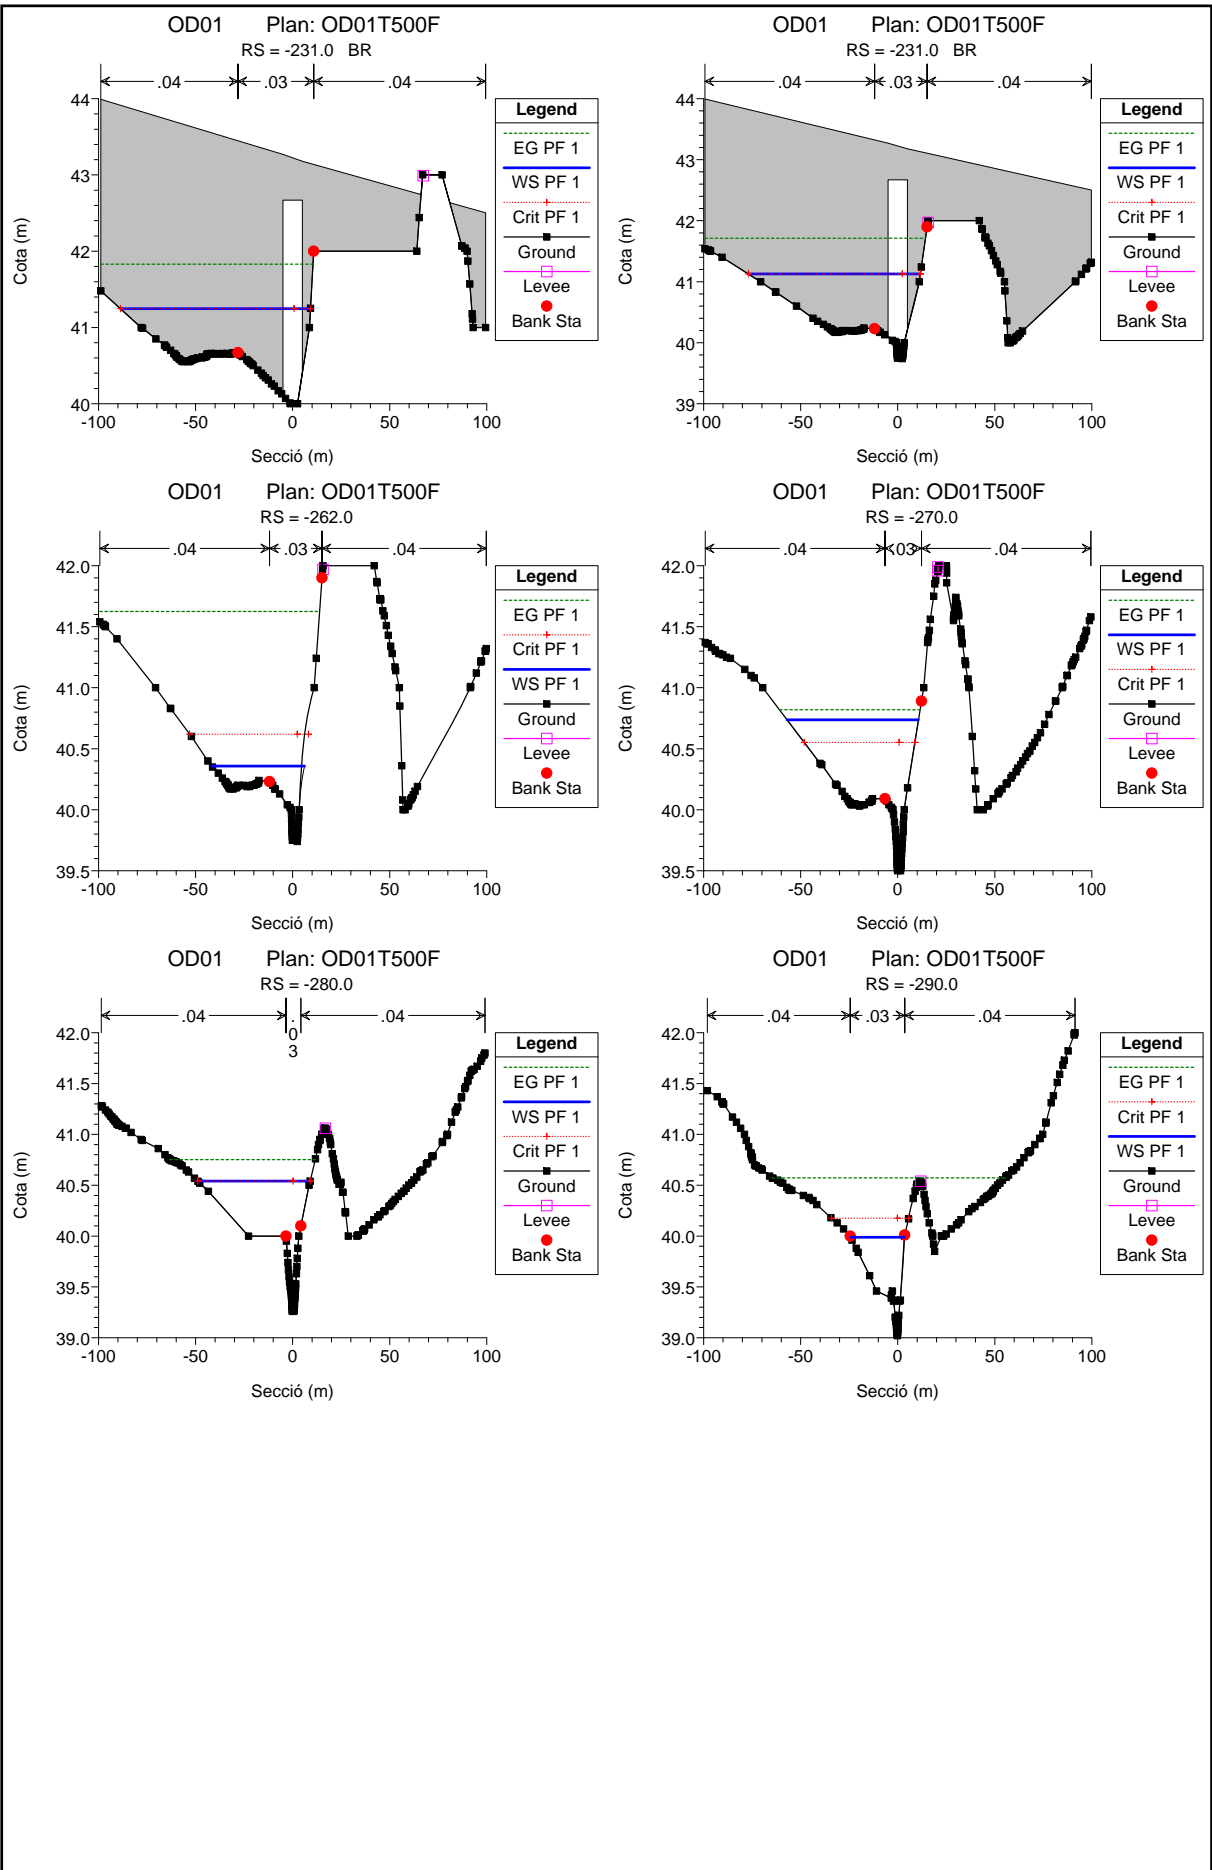 OD01 Plan: OD01T500F
RS = -231.0 BR
.04 .03 .04
Legend
EG PF 1
WS PF 1
Crit PF 1
Ground
Levee
Bank Sta
44
43
42
41
40
-100 -50 0 50 100
Cota (m)
Secció (m)
OD01 Plan: OD01T500F
RS = -231.0 BR
.04 .03 .04
Legend
EG PF 1
WS PF 1
Crit PF 1
Ground
Levee
Bank Sta
44
43
42
41
40
39
-100 -50 0 50 100
Cota (m)
Secció (m)
OD01 Plan: OD01T500F
RS = -262.0
.04 .03 .04
Legend
EG PF 1
Crit PF 1
WS PF 1
Ground
Levee
Bank Sta
42.0
41.5
41.0
40.5
40.0
39.5
-100 -50 0 50 100
Cota (m)
Secció (m)
OD01 Plan: OD01T500F
RS = -270.0
.04 .03 .04
Legend
EG PF 1
WS PF 1
Crit PF 1
Ground
Levee
Bank Sta
42.0
41.5
41.0
40.5
40.0
39.5
-100 -50 0 50 100
Cota (m)
Secció (m)
OD01 Plan: OD01T500F
RS = -280.0
.04 .03 .04
Legend
EG PF 1
WS PF 1
Crit PF 1
Ground
Levee
Bank Sta
42.0
41.5
41.0
40.5
40.0
39.5
39.0
-100 -50 0 50 100
Cota (m)
Secció (m)
OD01 Plan: OD01T500F
RS = -290.0
.04 .03 .04
Legend
EG PF 1
Crit PF 1
WS PF 1
Ground
Levee
Bank Sta
42.0
41.5
41.0
40.5
40.0
39.5
39.0
-100 -50 0 50 100
Cota (m)
Secció (m)